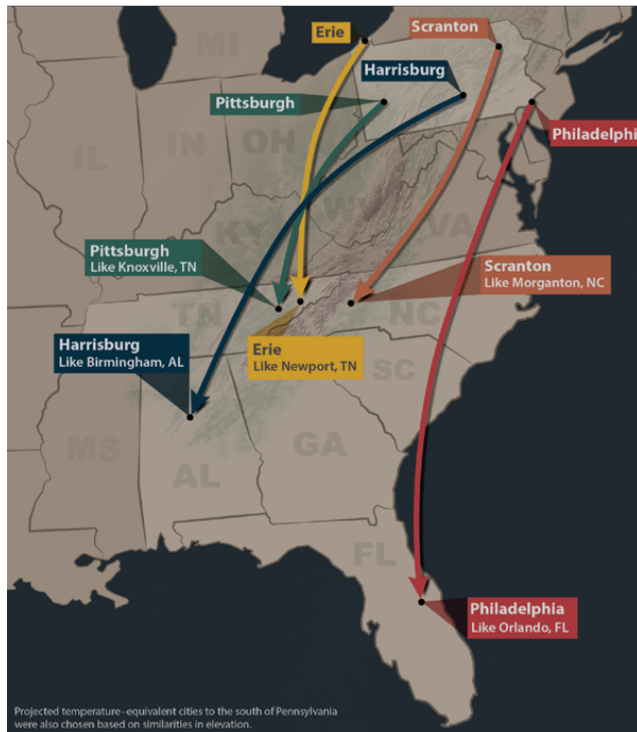 Erie
Scranton
Harrisburg
Pittsburgh
Philadelphi
MI
IL
IN
OH
KY
WV
VA
Pittsburgh
Like Knoxville, TN
Scranton
Like Morganton, NC
TN
NC
Harrisburg
Like Birmingham, AL
Erie
Like Newport, TN
SC
MS
AL
GA
FL
Philadelphia
Like Orlando, FL
Projected temperature–equivalent cities to the south of Pennsylvania
were also chosen based on similarities in elevation.